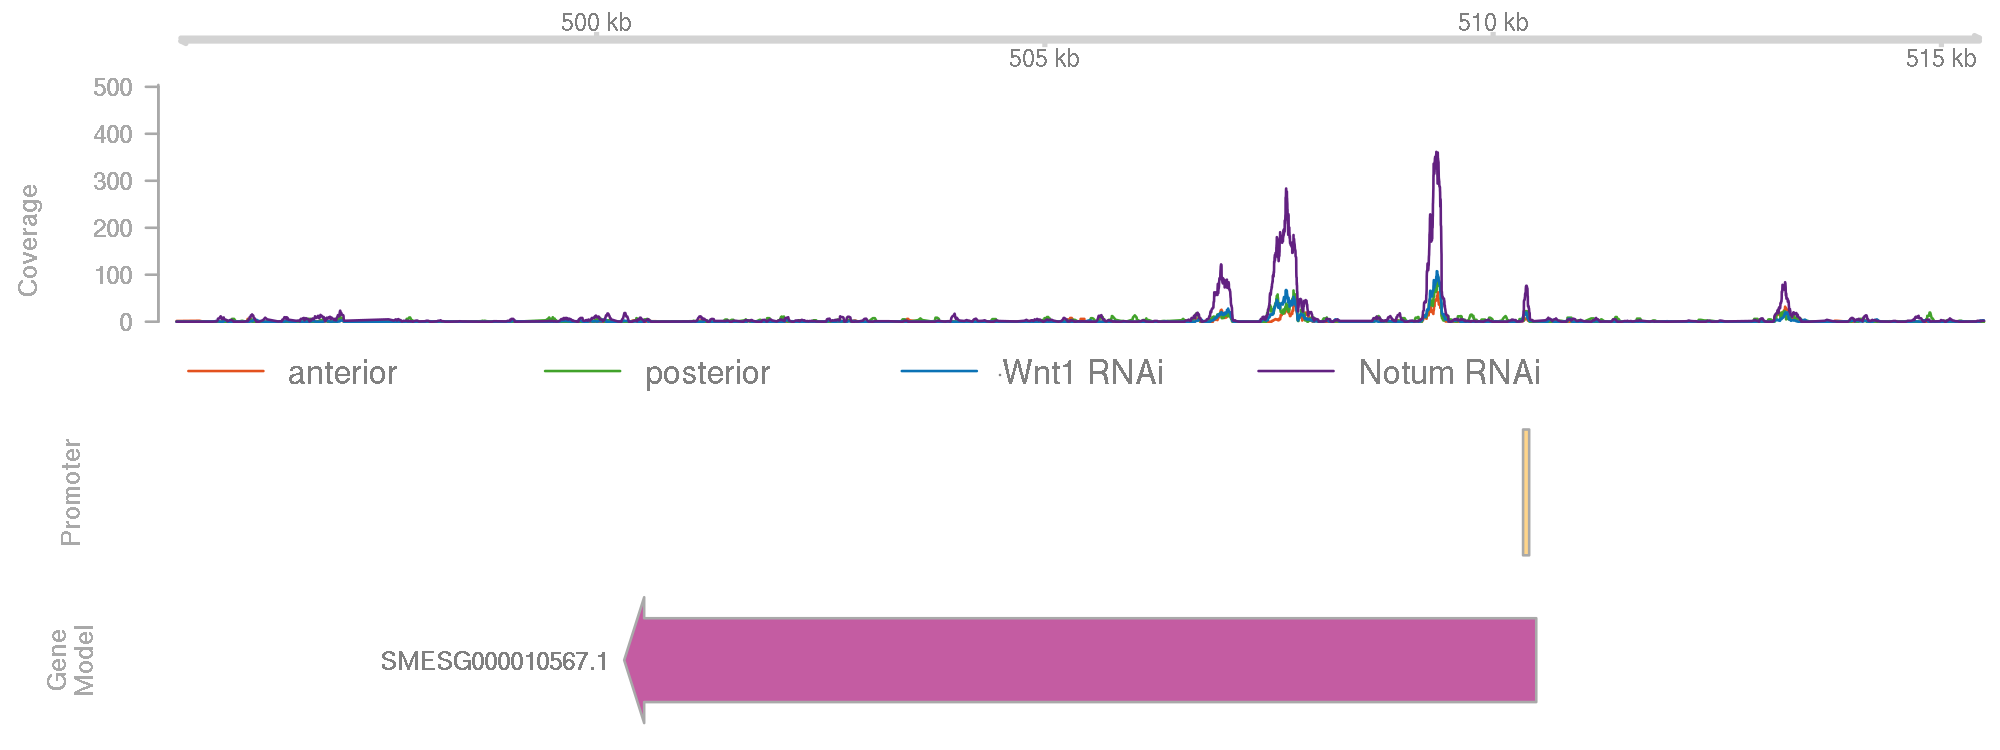 500 kb
510 kb
505 kb
515 kb
Coverage
500
400
300
200
100
0
anterior
posterior
Wnt1 RNAi
Notum RNAi
Promoter
Gene
Model
SMESG000010567.1